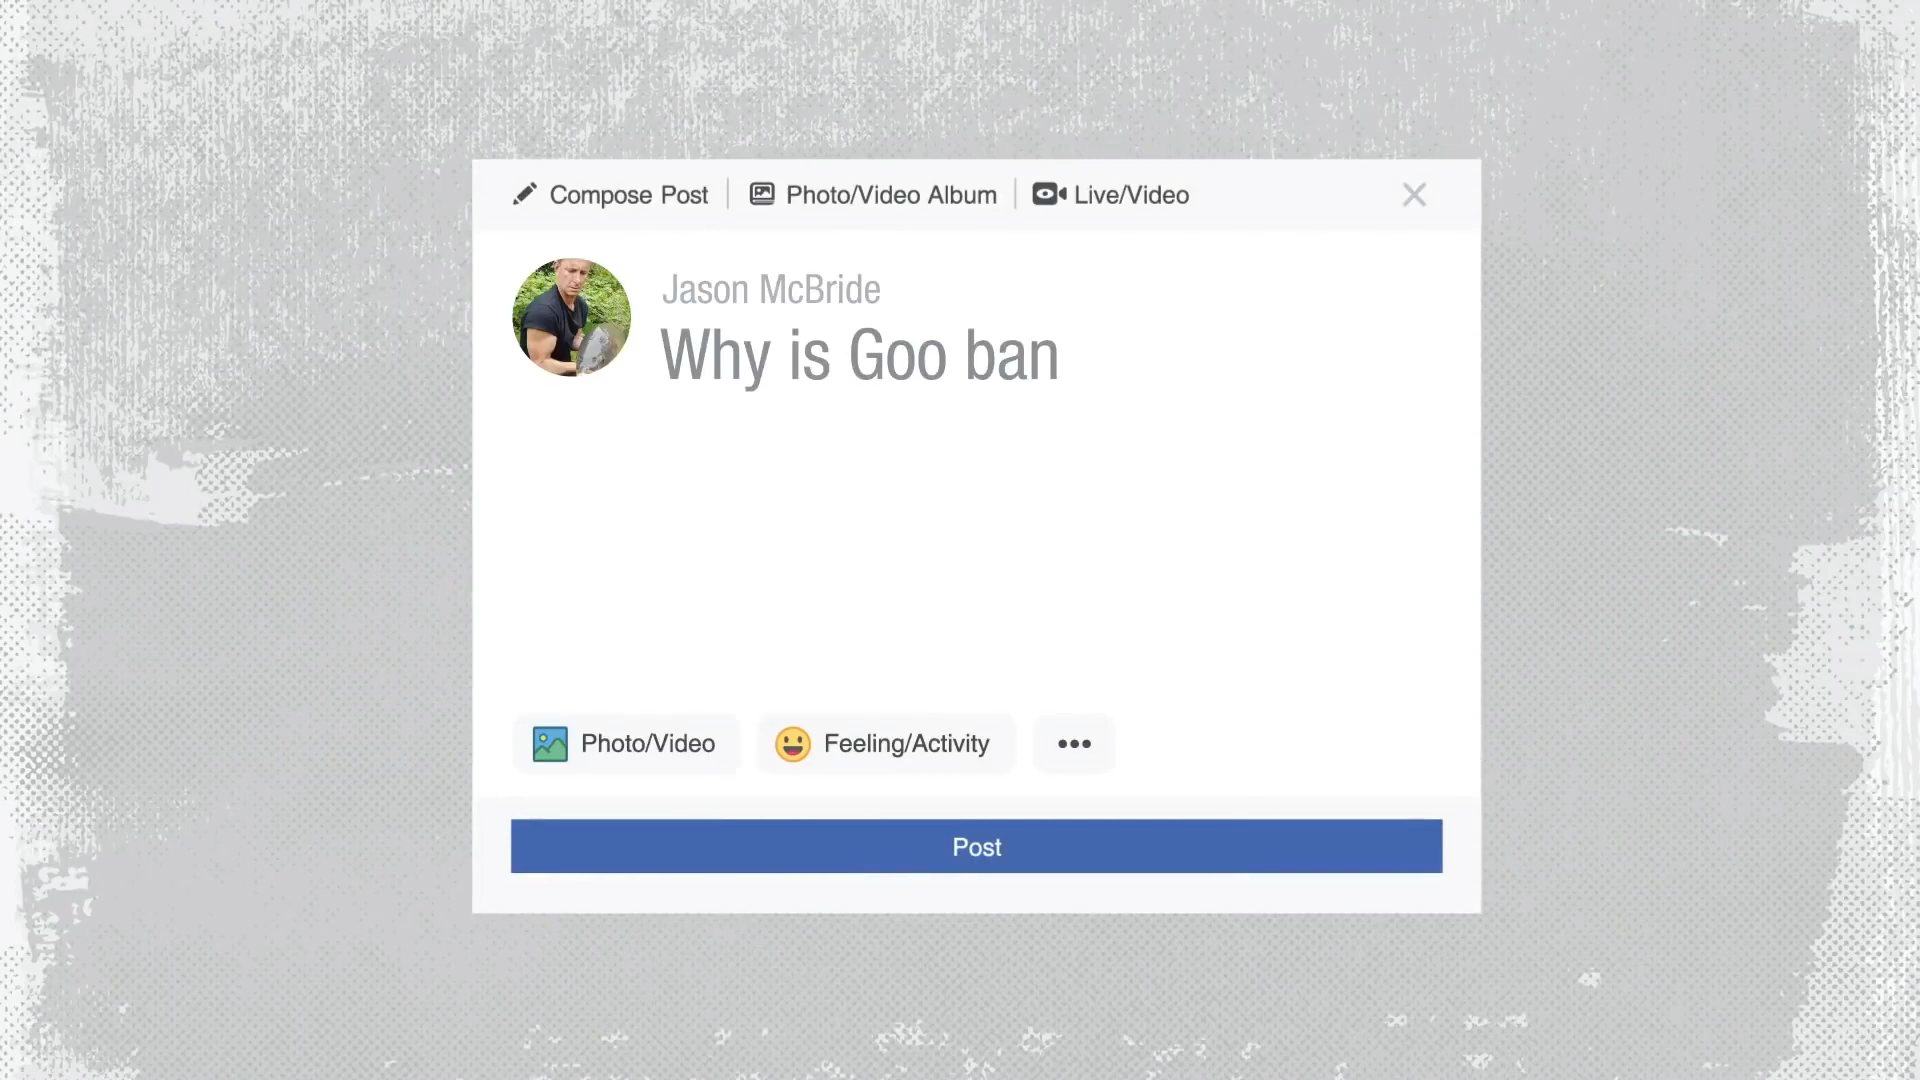 Compose Post
Photo/Video Album
Live/Video
Jason McBride
Why is Goo ban
Photo/Video
Feeling/Activity
Post